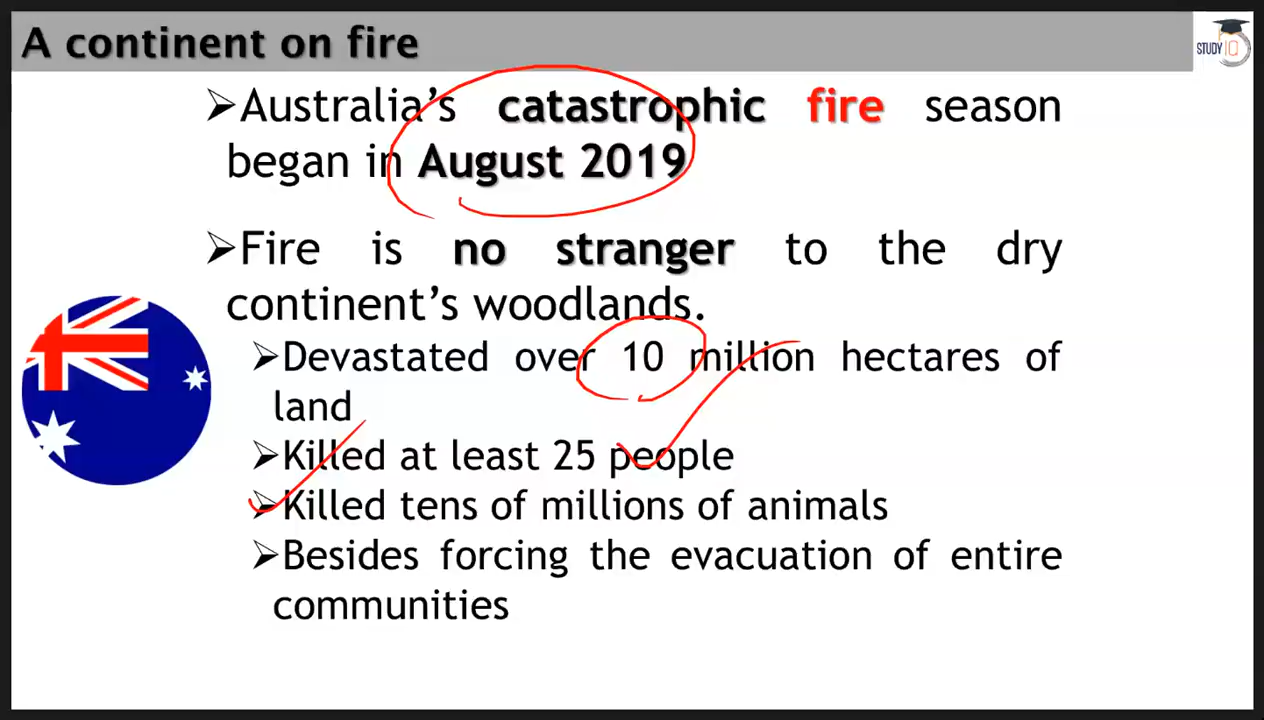 A continent on fire
STUDY IQ
➢Australia's catastrophic fire season
began in August 2019
➢Fire is no stranger to the dry
continent's woodlands.
➢Devastated over 10 million hectares of
land
➢Killed at least 25 people
➢Killed tens of millions of animals
➢Besides forcing the evacuation of entire
communities